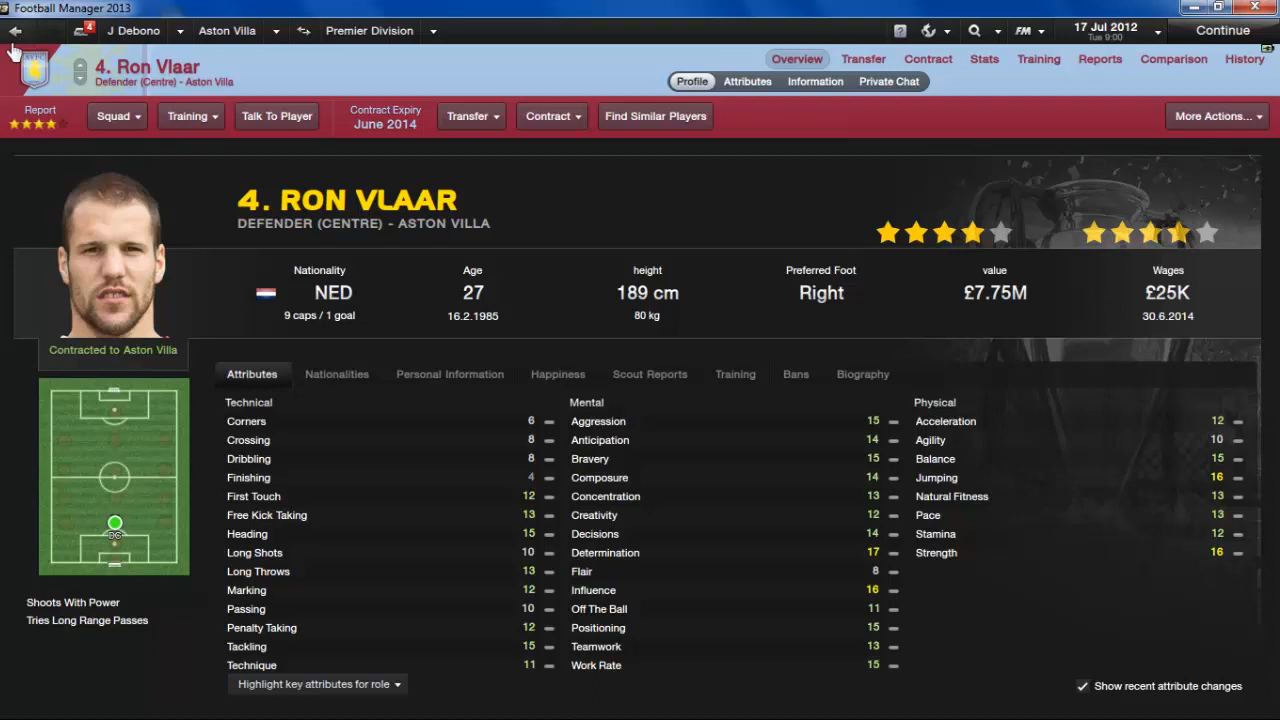 Football Manager 2013
4 J Debono Aston Villa Premier Division ? FM 17 Jul 2012 Continue
Tue 9:00
4. Ron Vlaar
Defender (Centre) - Aston Villa
Overview Transfer Contract Stats Training Reports Comparison History
Profile Attributes Information Private Chat
Report Squad Training Talk To Player Contract Expiry Transfer Contract Find Similar Players More Actions...
June 2014
4. RON VLAAR
DEFENDER (CENTRE) - ASTON VILLA
Nationality Age height Preferred Foot value Wages
NED 27 189 cm Right £7.75M £25K
9 caps / 1 goal 16.2.1985 80 kg 30.6.2014
Contracted to Aston Villa
Attributes Nationalities Personal Information Happiness Scout Reports Training Bans Biography
Technical Mental Physical
Corners 6 Aggression 15 Acceleration 12
Crossing 8 Anticipation 14 Agility 10
Dribbling 8 Bravery 15 Balance 15
Finishing 4 Composure 14 Jumping 16
First Touch 12 Concentration 13 Natural Fitness 13
Free Kick Taking 13 Creativity 12 Pace 13
Heading 15 Decisions 14 Stamina 12
Long Shots 10 Determination 17 Strength 16
Long Throws 13 Flair 8
Marking 12 Influence 16
Passing 10 Off The Ball 11
Penalty Taking 12 Positioning 15
Tackling 15 Teamwork 13
Technique 11 Work Rate 15
DC
Shoots With Power
Tries Long Range Passes
Highlight key attributes for role
Show recent attribute changes